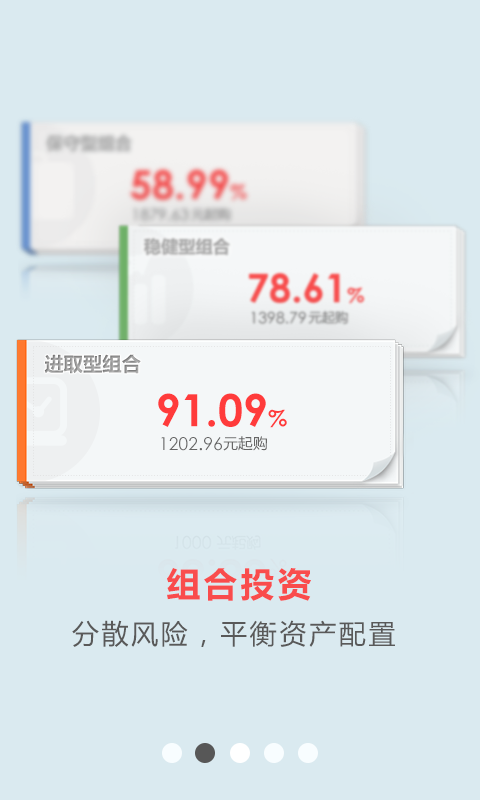 保守型组合
58.99%
1879.63元起购
稳健型组合
78.61%
1398.79元起购
进取型组合
91.09%
1202.96元起购
组合投资
分散风险，平衡资产配置